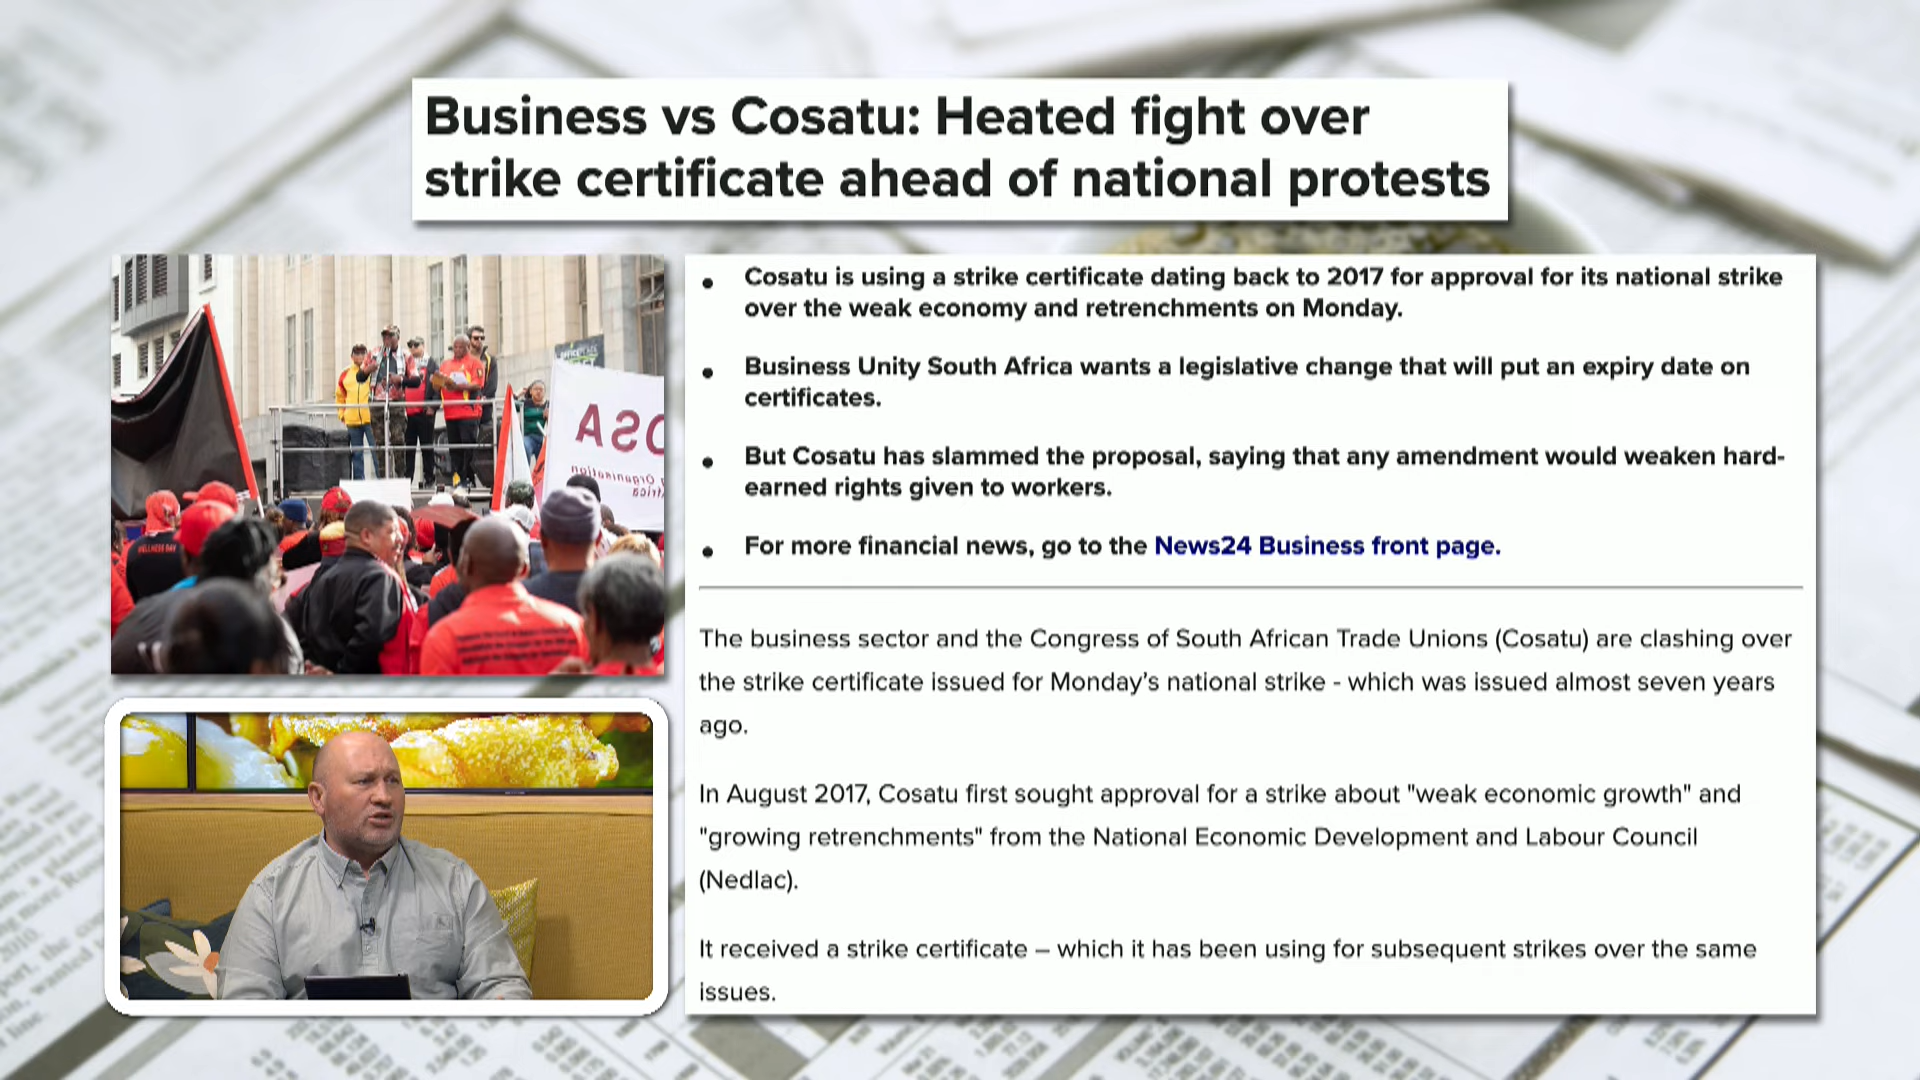 Business vs Cosatu: Heated fight over
strike certificate ahead of national protests
Cosatu is using a strike certificate dating back to 2017 for approval for its national strike
over the weak economy and retrenchments on Monday.
Business Unity South Africa wants a legislative change that will put an expiry date on
certificates.
But Cosatu has slammed the proposal, saying that any amendment would weaken hard-
earned rights given to workers.
For more financial news, go to the News24 Business front page.
The business sector and the Congress of South African Trade Unions (Cosatu) are clashing over
the strike certificate issued for Monday's national strike - which was issued almost seven years
ago.
In August 2017, Cosatu first sought approval for a strike about "weak economic growth" and
"growing retrenchments" from the National Economic Development and Labour Council
(Nedlac).
It received a strike certificate – which it has been using for subsequent strikes over the same
issues.
WELLNESS DAY